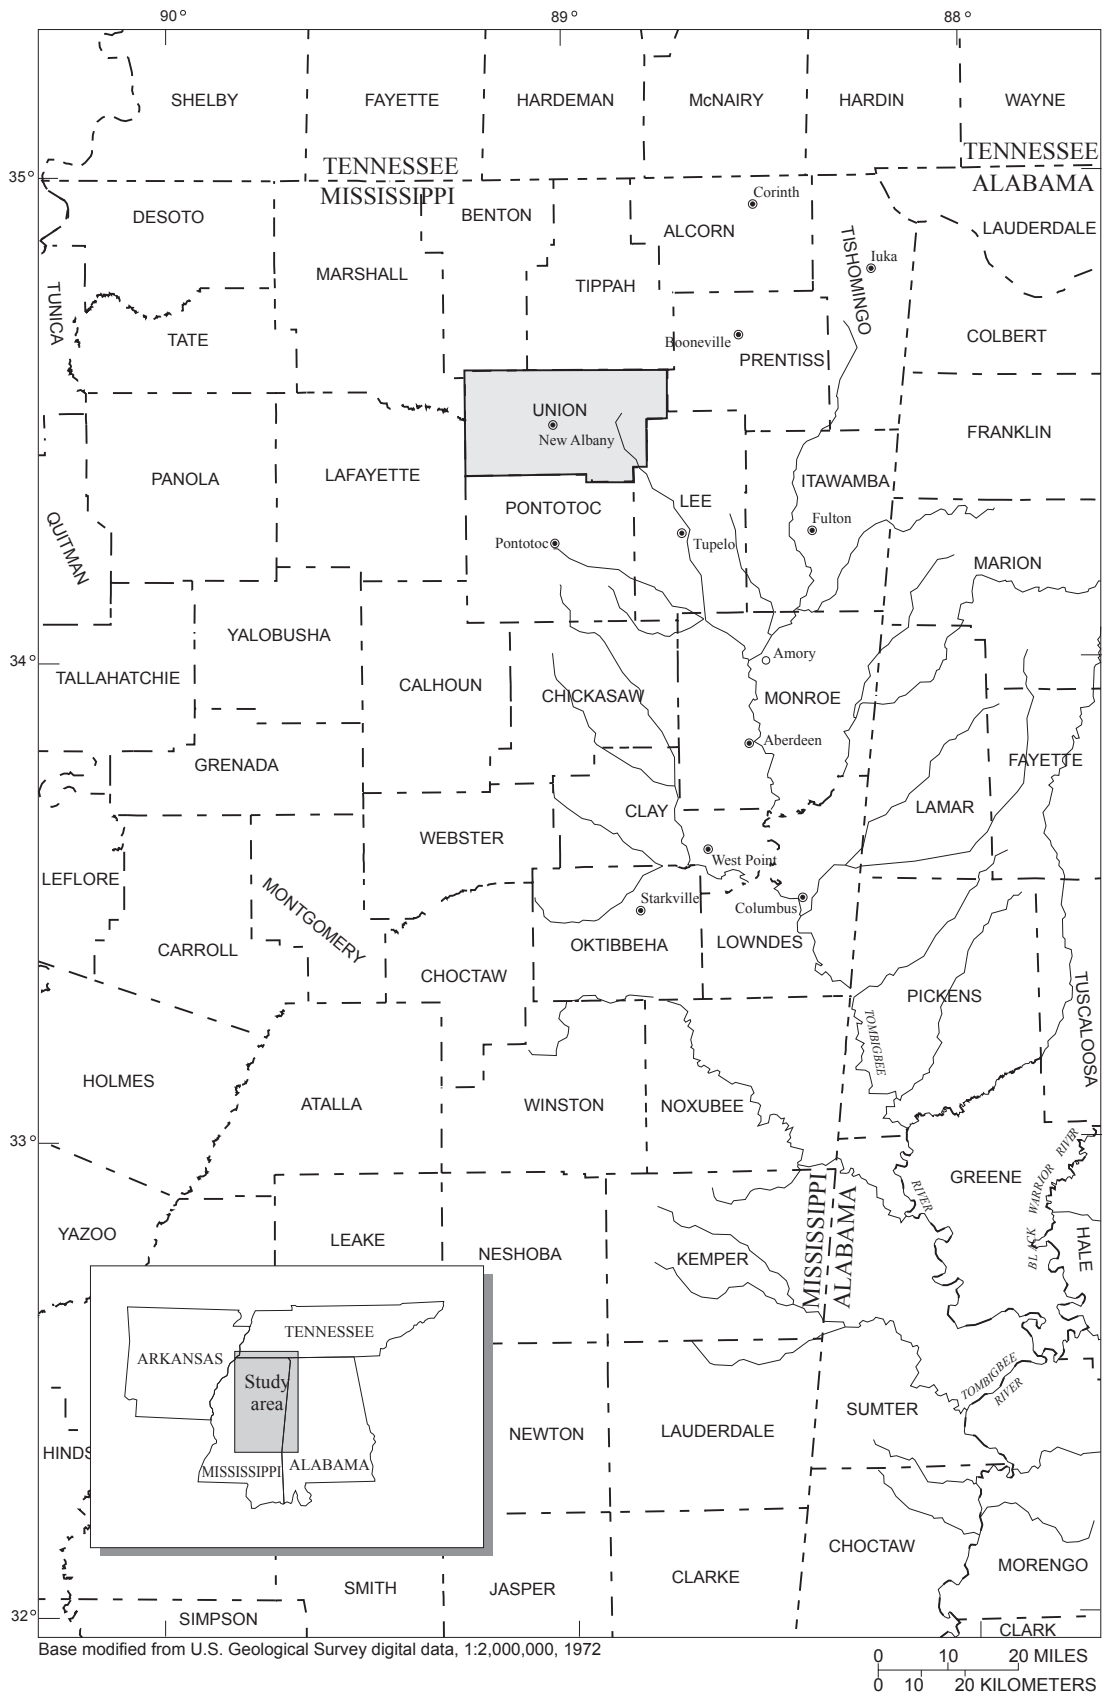 90° 89° 88°
SHELBY FAYETTE HARDEMAN McNAIRY HARDIN WAYNE
TENNESSEE TENNESSEE
35°
MISSISSIPPI ALABAMA
Corinth
DESOTO BENTON
ALCORN LAUDERDALE
TISHOMINGO
Iuka
MARSHALL
TIPPAH
TUNICA
TATE Booneville COLBERT
PRENTISS
UNION
New Albany FRANKLIN
PANOLA LAFAYETTE ITAWAMBA
LEE
PONTOTOC
Fulton
QUITMAN
Pontotoc Tupelo
MARION
YALOBUSHA
34° Amory
TALLAHATCHIE CALHOUN
CHICKASAW MONROE
Aberdeen
GRENADA FAYETTE
CLAY LAMAR
WEBSTER
West Point
LEFLORE
MONTGOMERY
Starkville
Columbus
CARROLL OKTIBBEHA LOWNDES
CHOCTAW
PICKENS
TUSCALOOSA
TOMBIGBEE
HOLMES
ATALLA WINSTON NOXUBEE
33°
GREENE
BLACK WARRIOR RIVER
RIVER
MISSISSIPPI
ALABAMA
YAZOO LEAKE
NESHOBA KEMPER HALE
TENNESSEE
ARKANSAS
Study
area
TOMBIGBEE
RIVER
SUMTER
NEWTON LAUDERDALE
HINDS
MISSISSIPPI ALABAMA
CHOCTAW
MORENGO
SMITH JASPER CLARKE
32°
SIMPSON CLARK
Base modified from U.S. Geological Survey digital data, 1:2,000,000, 1972
0 10 20 MILES
0 10 20 KILOMETERS